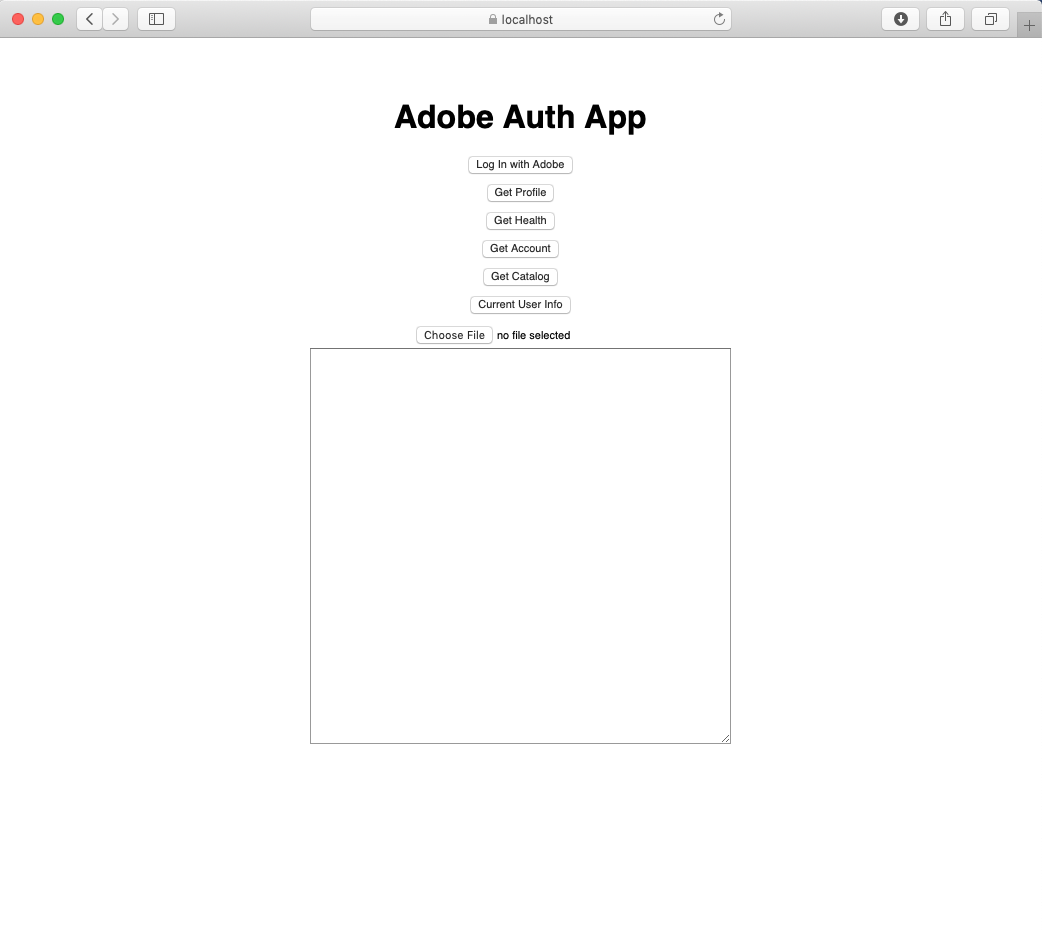 localhost
Adobe Auth App
Log In with Adobe
Get Profile
Get Health
Get Account
Get Catalog
Current User Info
Choose File no file selected